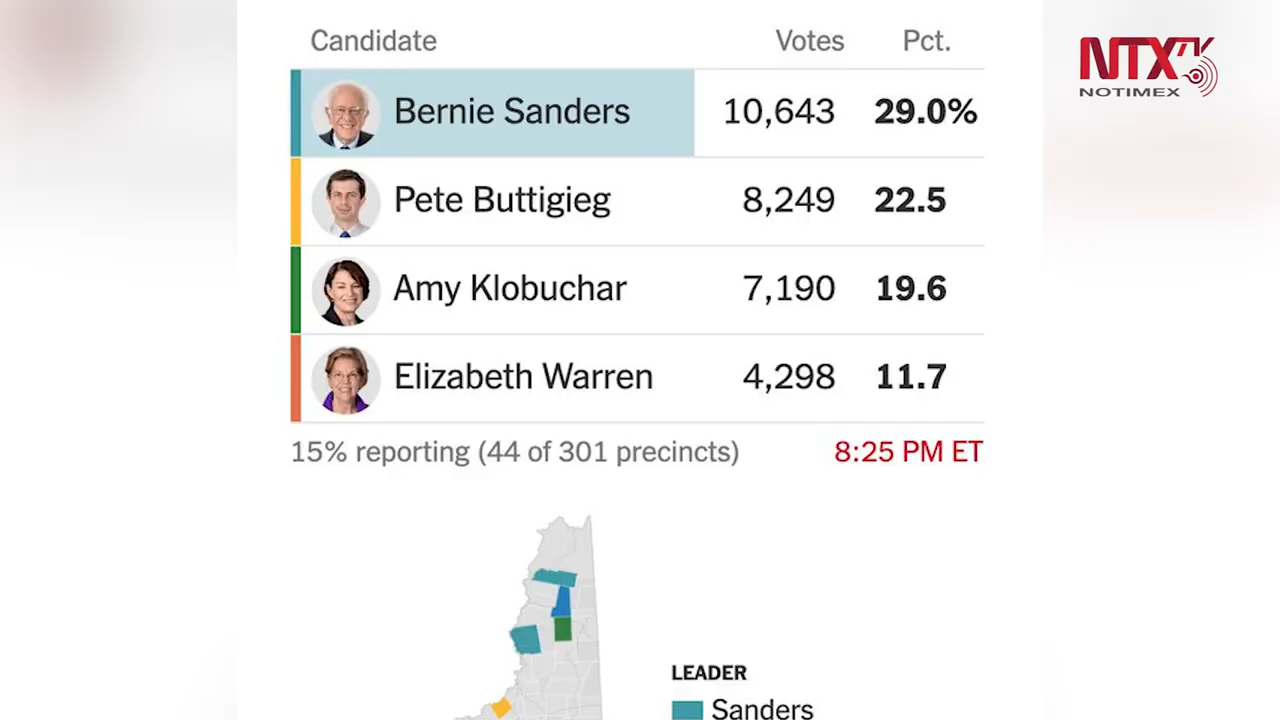 Candidate Votes Pct.
NTX
NOTIMEX
Bernie Sanders 10,643 29.0%
Pete Buttigieg 8,249 22.5
Amy Klobuchar 7,190 19.6
Elizabeth Warren 4,298 11.7
15% reporting (44 of 301 precincts) 8:25 PM ET
LEADER
Sanders